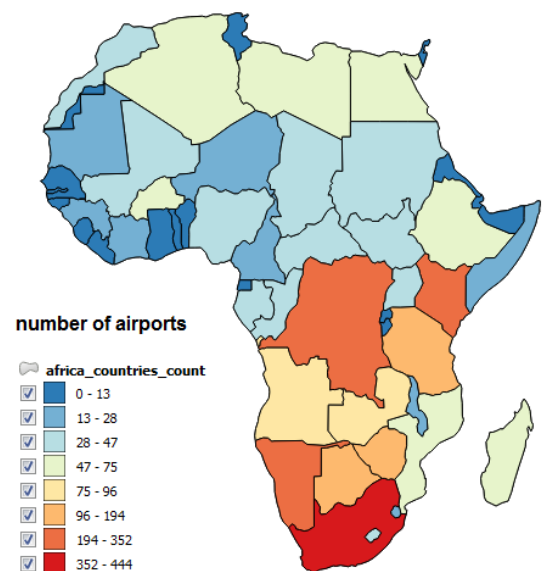 number of airports
africa_countries_count
0 - 13
13 - 28
28 - 47
47 - 75
75 - 96
96 - 194
194 - 352
352 - 444